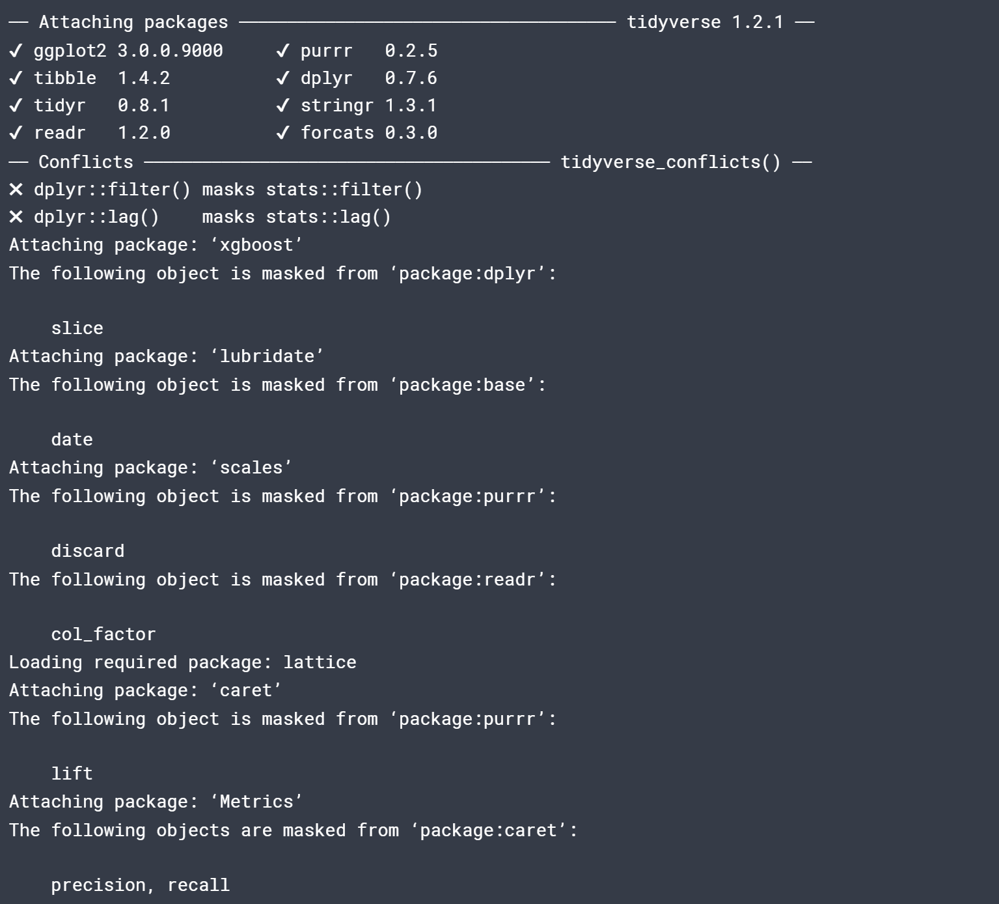 ── Attaching packages ──────────────────────────────────── tidyverse 1.2.1 ──
✔ ggplot2 3.0.0.9000     ✔ purrr   0.2.5
✔ tibble  1.4.2          ✔ dplyr   0.7.6
✔ tidyr   0.8.1          ✔ stringr 1.3.1
✔ readr   1.2.0          ✔ forcats 0.3.0
── Conflicts ─────────────────────────────────────── tidyverse_conflicts() ──
✖ dplyr::filter() masks stats::filter()
✖ dplyr::lag()    masks stats::lag()
Attaching package: ‘xgboost’
The following object is masked from ‘package:dplyr’:

    slice
Attaching package: ‘lubridate’
The following object is masked from ‘package:base’:

    date
Attaching package: ‘scales’
The following object is masked from ‘package:purrr’:

    discard
The following object is masked from ‘package:readr’:

    col_factor
Loading required package: lattice
Attaching package: ‘caret’
The following object is masked from ‘package:purrr’:

    lift
Attaching package: ‘Metrics’
The following objects are masked from ‘package:caret’:

    precision, recall